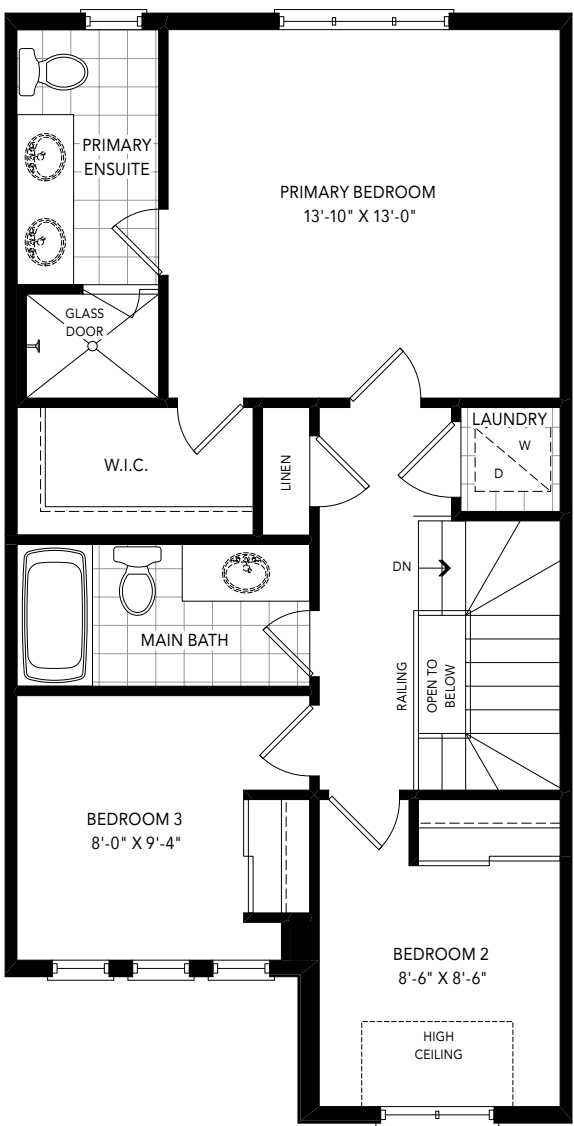 PRIMARY
ENSUITE
PRIMARY BEDROOM
13'-10" X 13'-0"
GLASS
DOOR
LAUNDRY
W
D
W.I.C.
LINEN
DN
MAIN BATH
RAILING
OPEN TO
BELOW
BEDROOM 3
8'-0" X 9'-4"
BEDROOM 2
8'-6" X 8'-6"
HIGH
CEILING